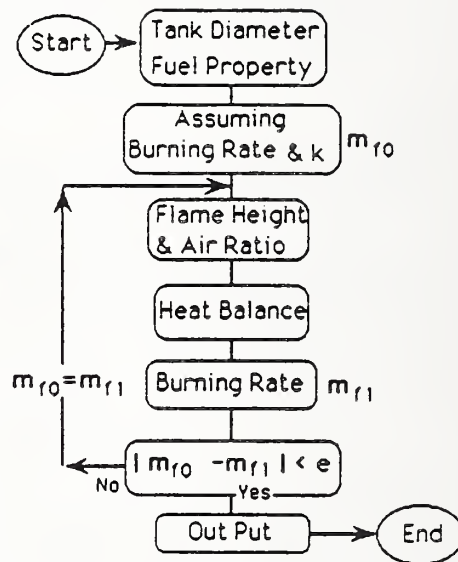 Start
Tank Diameter
Fuel Property
Assuming
Burning Rate & k
m_{f0}
Flame Height
& Air Ratio
Heat Balance
m_{f0}=m_{f1}
Burning Rate
m_{f1}
| m_{f0} -m_{f1} | < e
No
Yes
Out Put
End